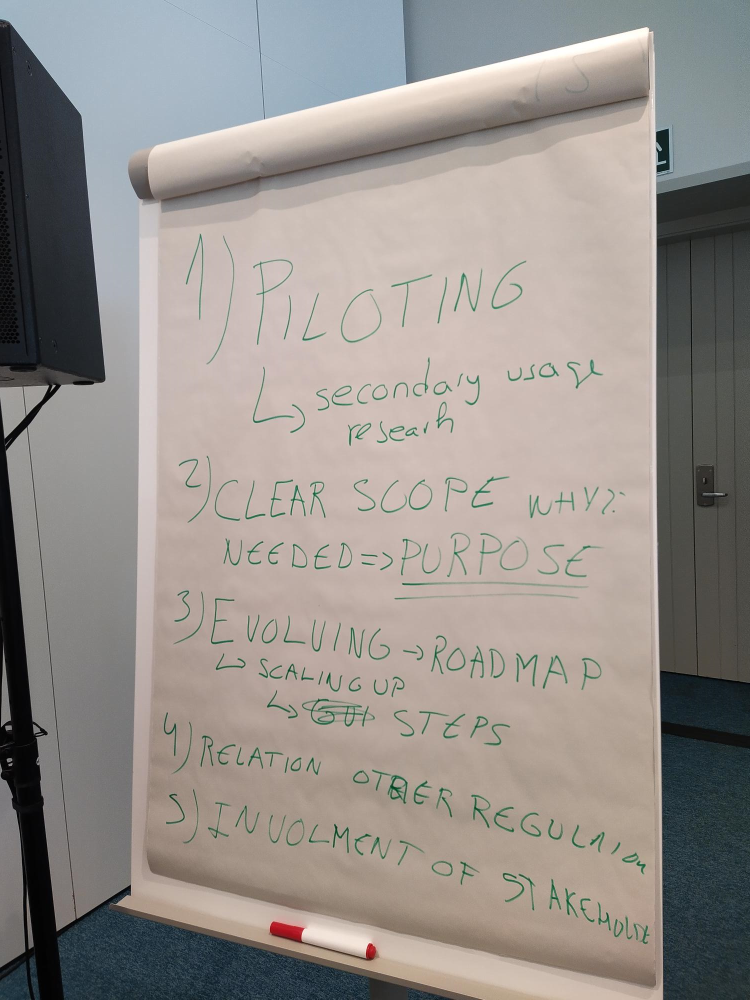 1) PILOTING
↳ secondary usage
research
2) CLEAR SCOPE WHY?:
NEEDED => PURPOSE
3) EVOLVING → ROADMAP
↳ SCALING UP
↳ STEPS
4) RELATION OTHER REGULAION
5) INVOLMENT OF STAKEHOLDE